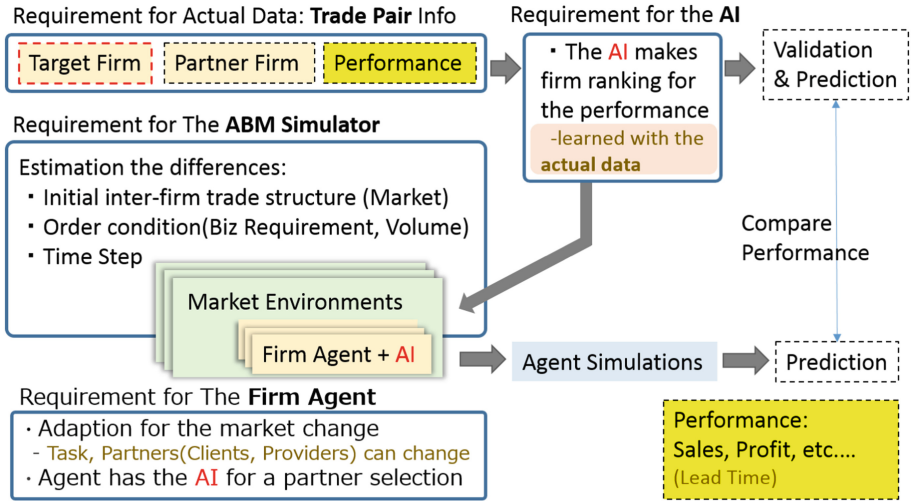 Requirement for Actual Data: Trade Pair Info
Target Firm
Partner Firm
Performance
Requirement for the AI
・The AI makes
firm ranking for
the performance
-learned with the
actual data
Validation
& Prediction
Requirement for The ABM Simulator
Estimation the differences:
・Initial inter-firm trade structure (Market)
・Order condition(Biz Requirement, Volume)
・Time Step
Market Environments
Firm Agent + AI
Compare
Performance
Agent Simulations
Prediction
Requirement for The Firm Agent
・Adaption for the market change
- Task, Partners(Clients, Providers) can change
・Agent has the AI for a partner selection
Performance:
Sales, Profit, etc....
(Lead Time)